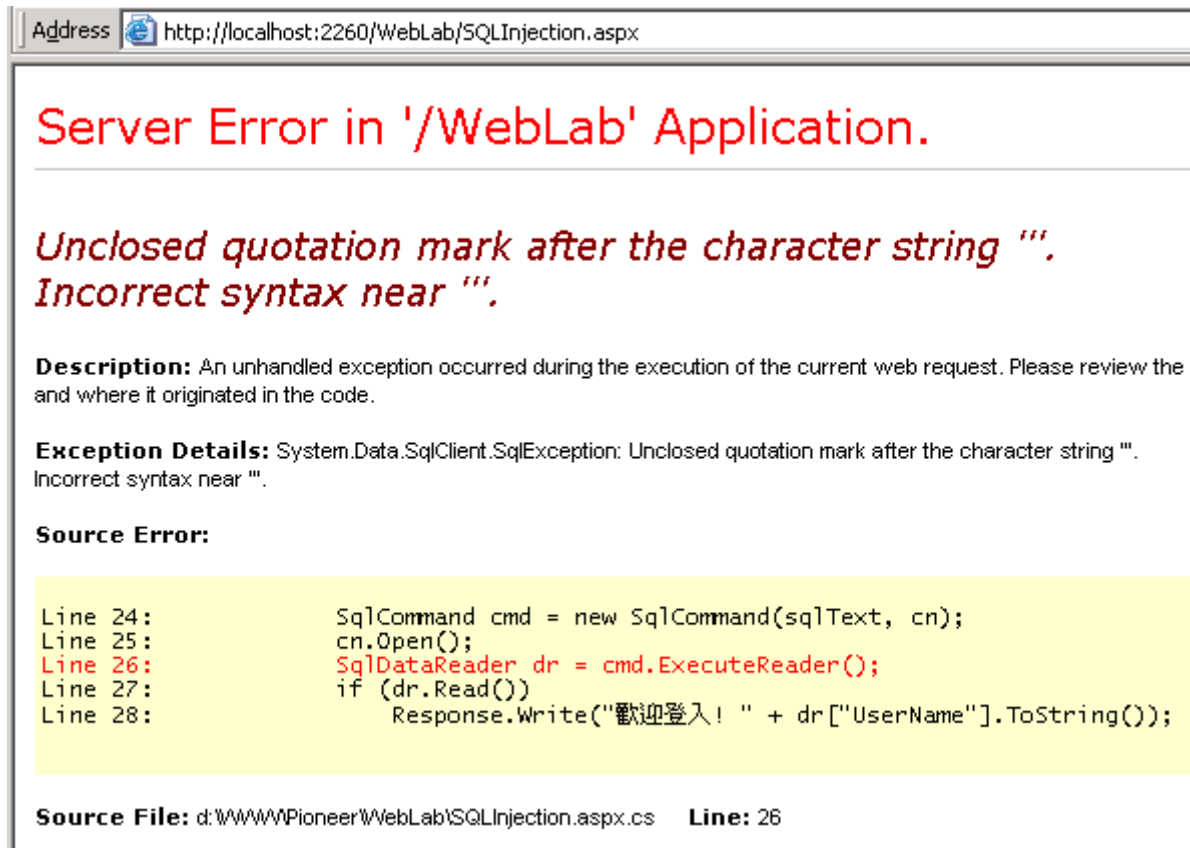 Address http://localhost:2260/WebLab/SQLInjection.aspx
Server Error in '/WebLab' Application.
Unclosed quotation mark after the character string '''.
Incorrect syntax near '''.
Description: An unhandled exception occurred during the execution of the current web request. Please review the
and where it originated in the code.
Exception Details: System.Data.SqlClient.SqlException: Unclosed quotation mark after the character string '''.
Incorrect syntax near '''.
Source Error:
Line 24: SqlCommand cmd = new SqlCommand(sqlText, cn);
Line 25: cn.Open();
Line 26: SqlDataReader dr = cmd.ExecuteReader();
Line 27: if (dr.Read())
Line 28: Response.Write("歡迎登入! " + dr["UserName"].ToString());
Source File: d:\WWW\Pioneer\WebLab\SQLInjection.aspx.cs Line: 26